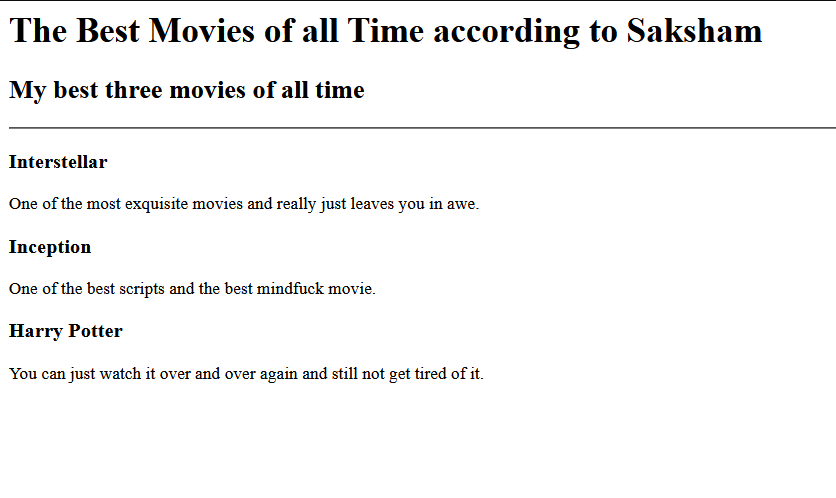 The Best Movies of all Time according to Saksham
My best three movies of all time
Interstellar
One of the most exquisite movies and really just leaves you in awe.
Inception
One of the best scripts and the best mindfuck movie.
Harry Potter
You can just watch it over and over again and still not get tired of it.